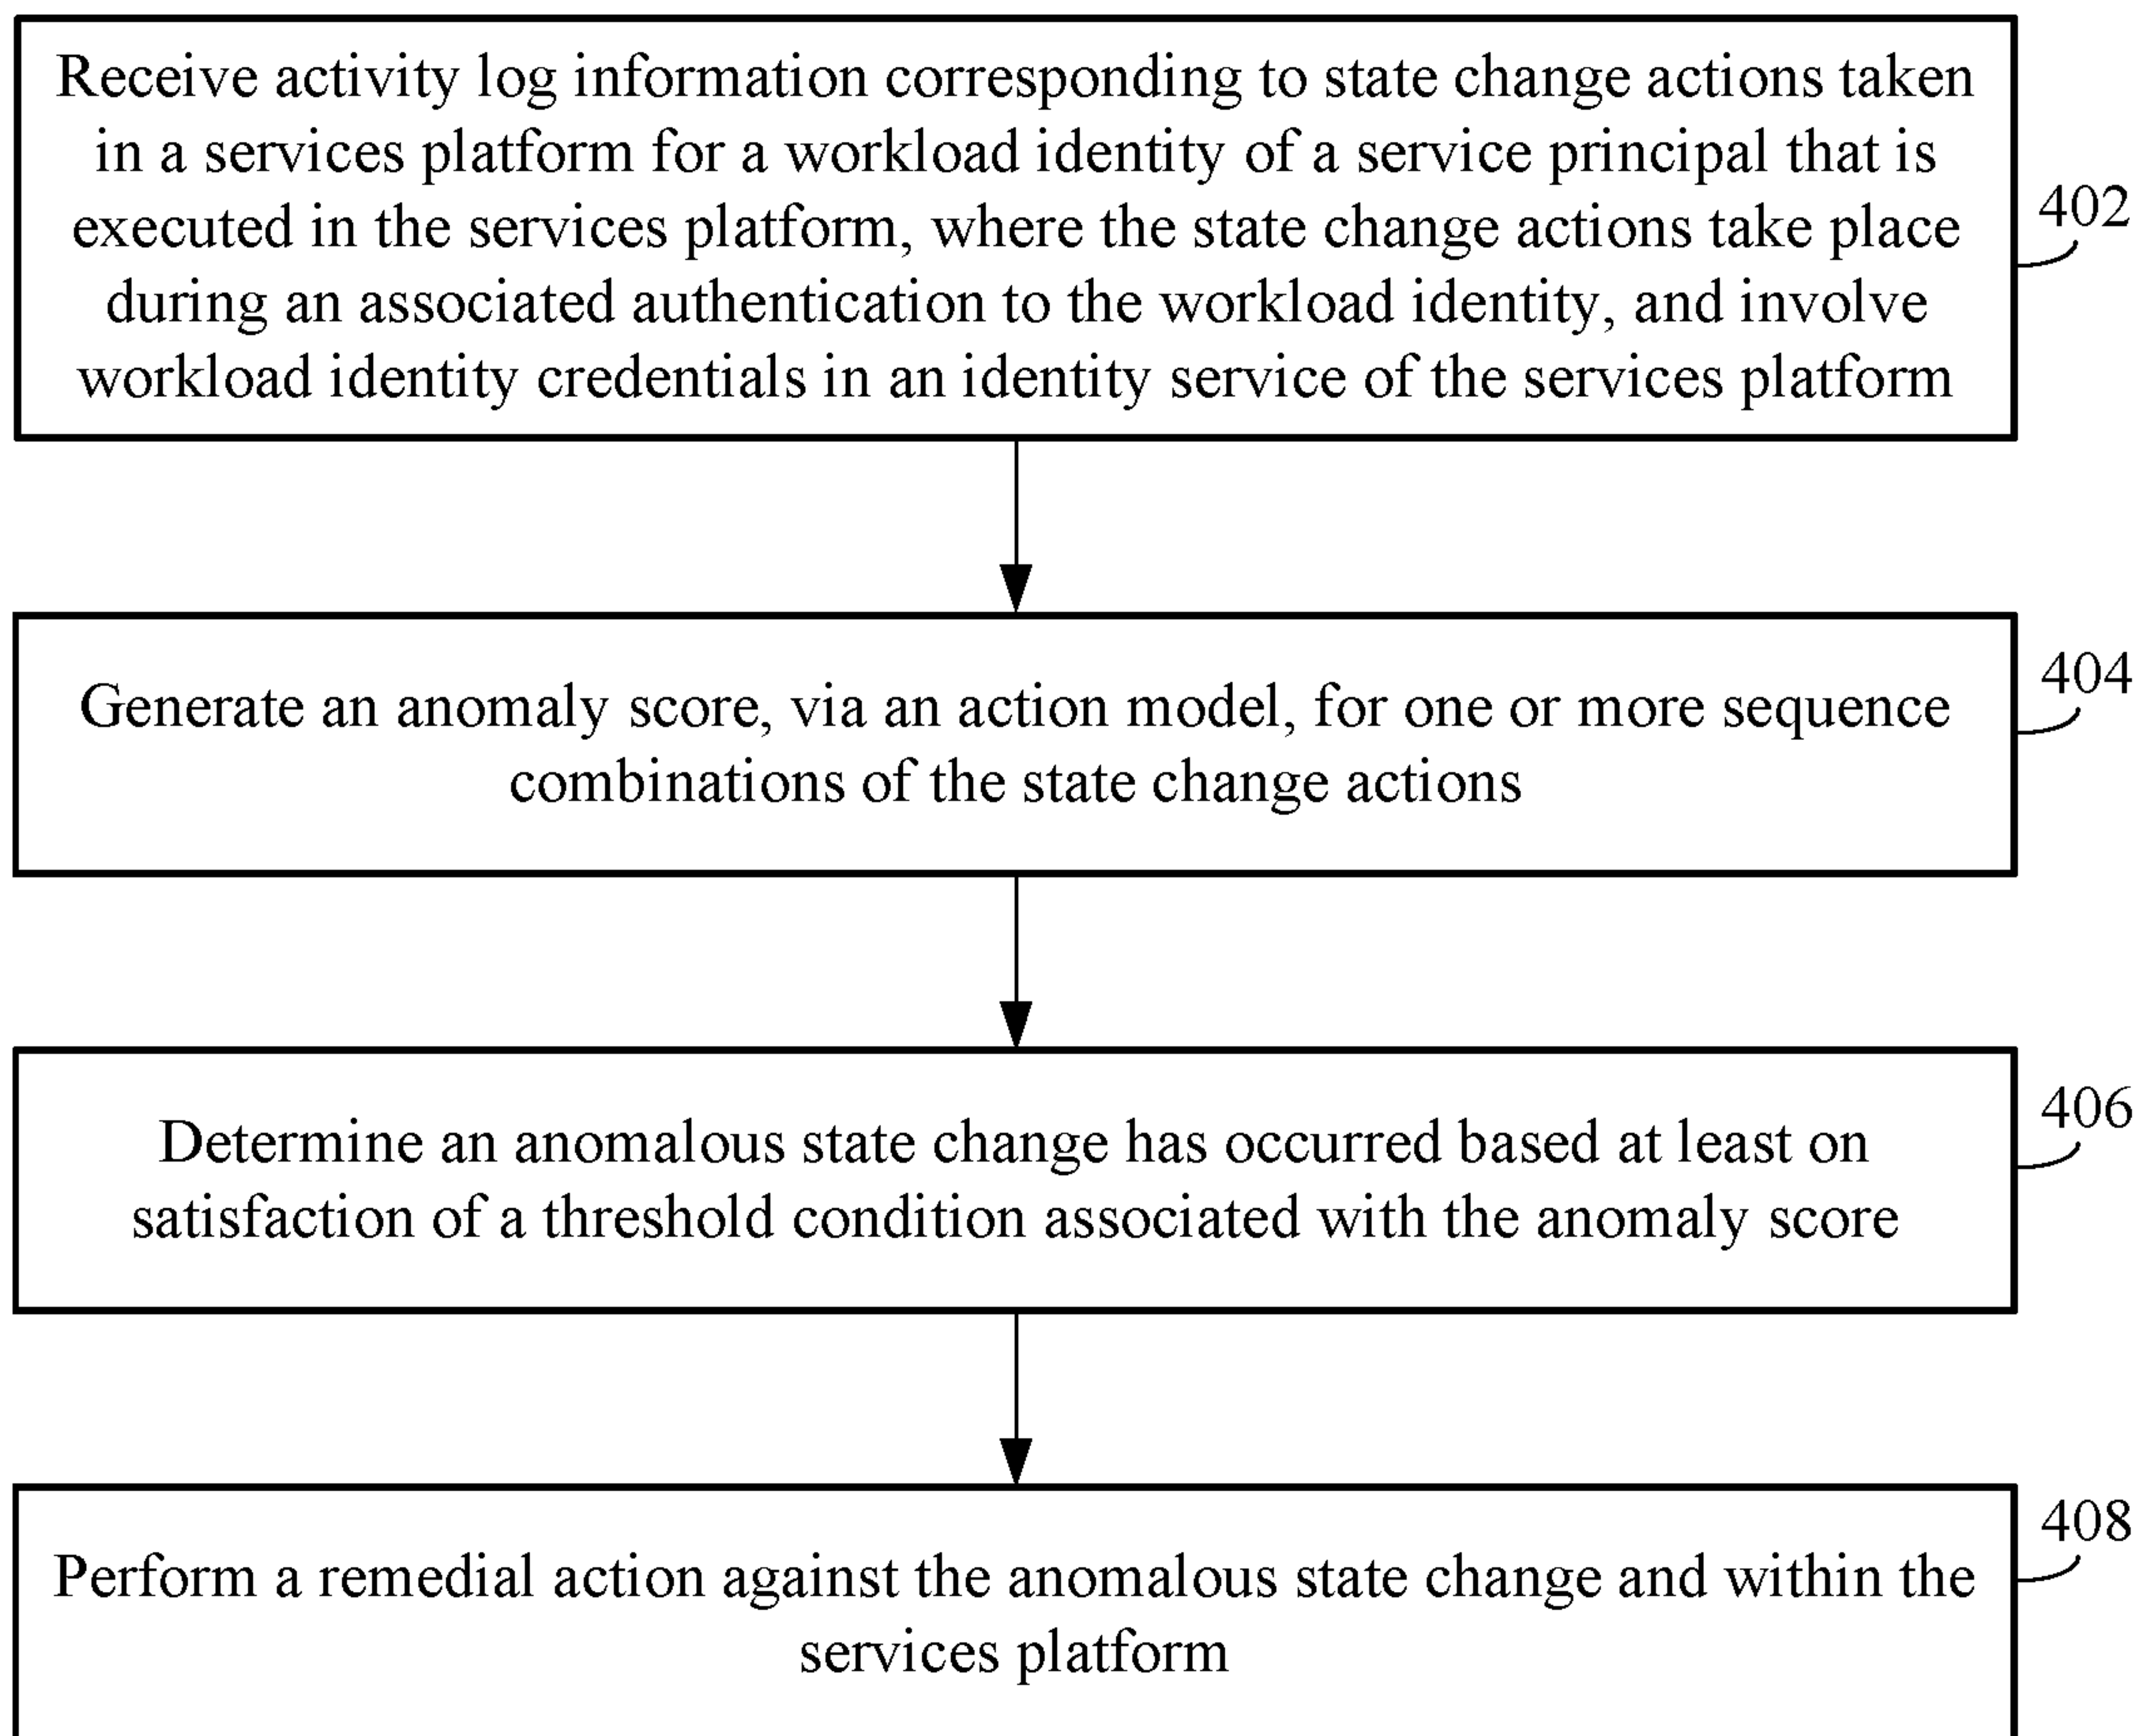 Receive activity log information corresponding to state change actions taken
in a services platform for a workload identity of a service principal that is
executed in the services platform, where the state change actions take place
during an associated authentication to the workload identity, and involve
workload identity credentials in an identity service of the services platform
402
Generate an anomaly score, via an action model, for one or more sequence
combinations of the state change actions
404
Determine an anomalous state change has occurred based at least on
satisfaction of a threshold condition associated with the anomaly score
406
Perform a remedial action against the anomalous state change and within the
services platform
408